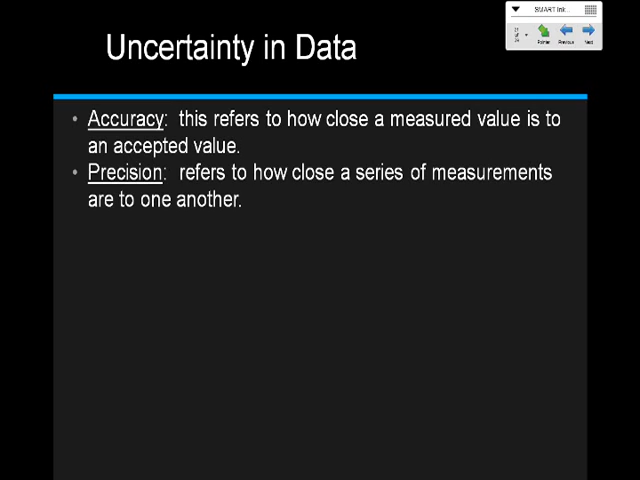 Uncertainty in Data
• Accuracy: this refers to how close a measured value is to
an accepted value.
• Precision: refers to how close a series of measurements
are to one another.
SMART Ink...
Pointer Previous Next